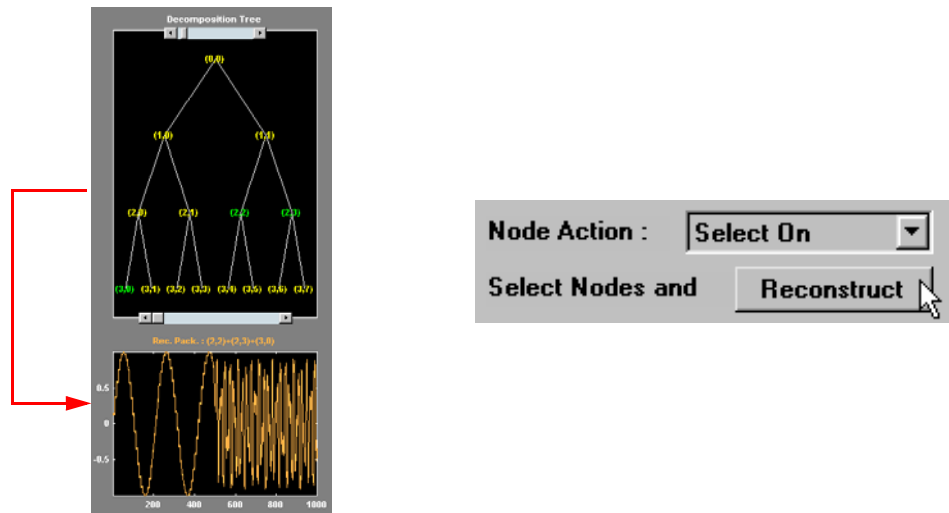 Decomposition Tree
(0,0)
(1,0) (1,1)
(2,0) (2,1) (2,2) (2,3)
(3,0) (3,1) (3,2) (3,3) (3,4) (3,5) (3,6) (3,7)
Rec. Pack. : (2,2)+(2,3)+(3,0)
0.5
0
-0.5
200 400 600 800 1000
Node Action : Select On
Select Nodes and Reconstruct